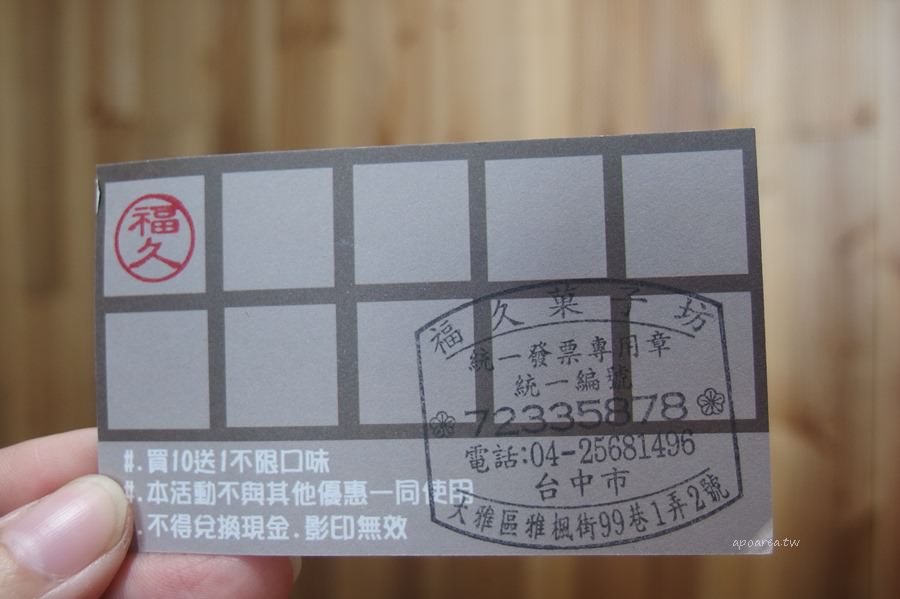 福久
福久菓子坊
統一發票專用章
統一編號
72335878
電話:04-25681496
台中市
大雅區雅楓街99巷1弄2號
#.買10送1不限口味
#.本活動不與其他優惠一同使用
.不得兌換現金.影印無效
apoarea.tw